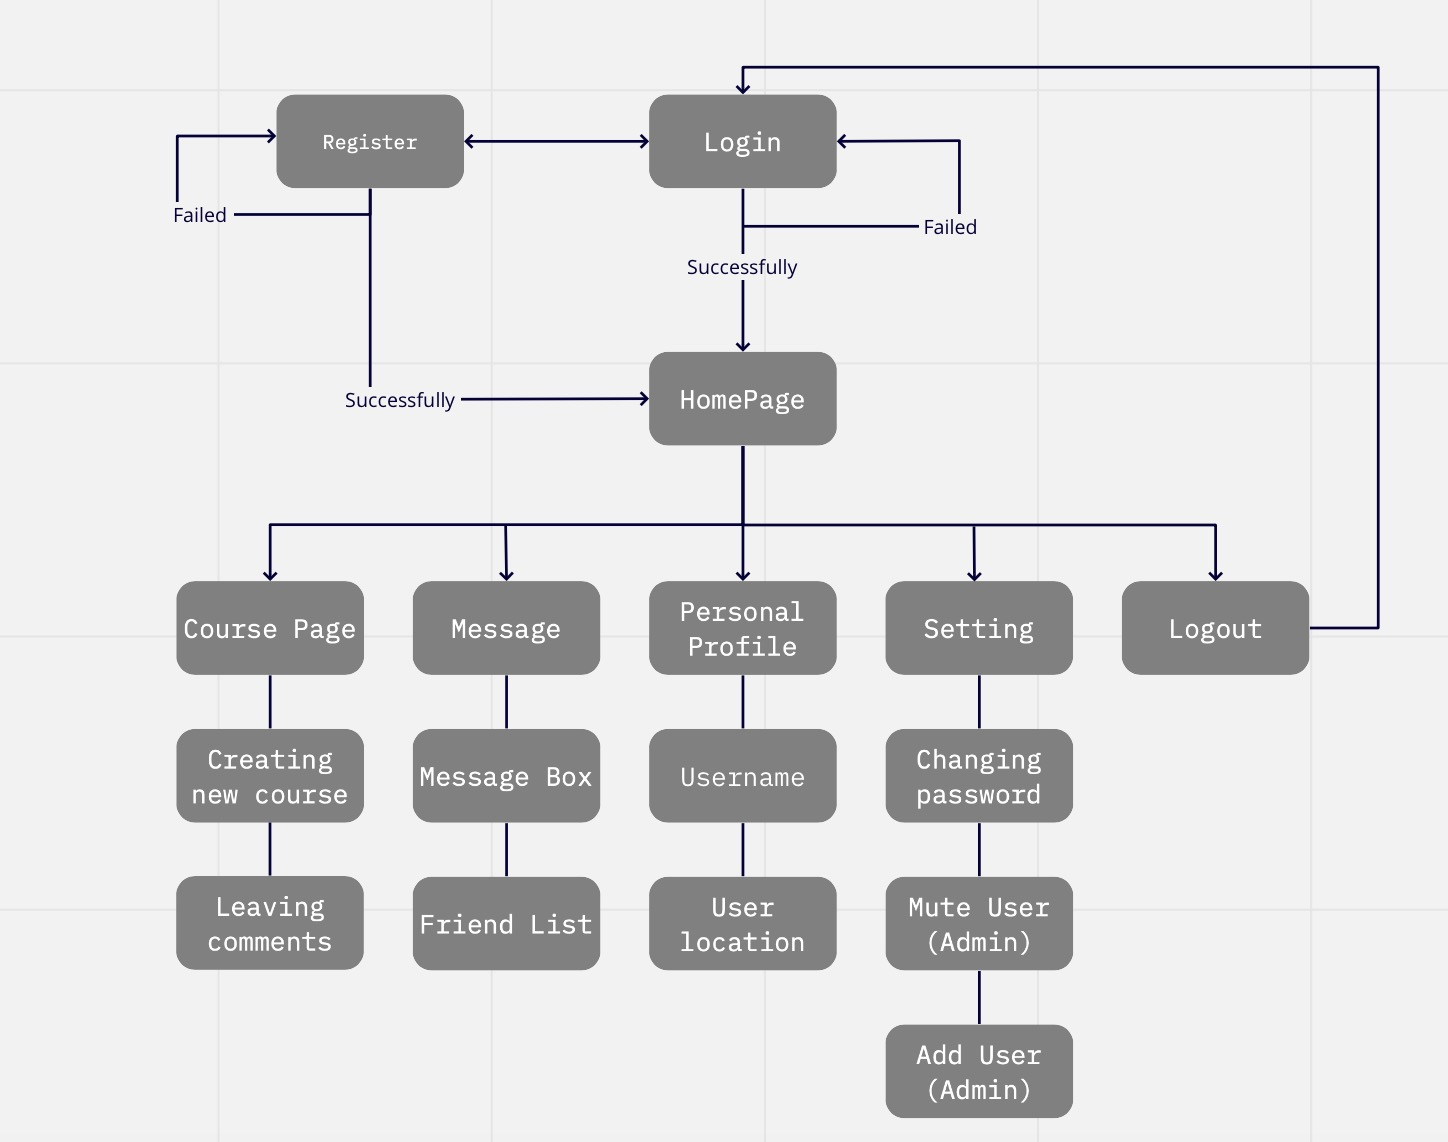 Register
Login
Failed
Failed
Successfully
Successfully
HomePage
Course Page
Message
Personal
Profile
Setting
Logout
Creating
new course
Message Box
Username
Changing
password
Leaving
comments
Friend List
User
location
Mute User
(Admin)
Add User
(Admin)